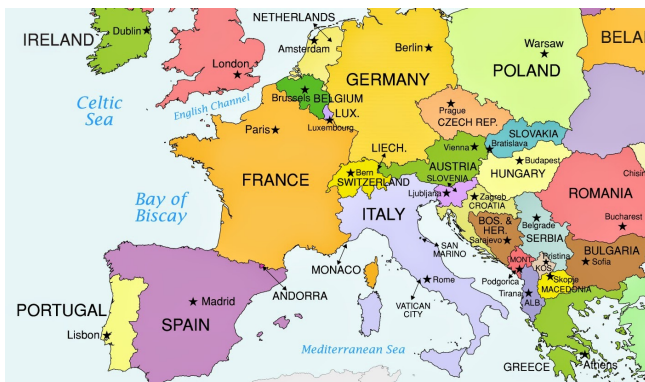 NETHERLANDS
IRELAND
Dublin
London
Amsterdam
Berlin
Warsaw
BELA
POLAND
GERMANY
Celtic
Sea
English Channel
Brussels
BELGIUM
LUX.
Luxembourg
Prague
CZECH REP.
Paris
SLOVAKIA
Vienna
Bratislava
LIECH.
Bern
SWITZERLAND
AUSTRIA
Budapest
HUNGARY
Chisin
FRANCE
SLOVENIA
Ljubljana
Zagreb
CROATIA
ROMANIA
Bay of
Biscay
ITALY
Bucharest
BOS. &
HER.
Sarajevo
Belgrade
SERBIA
SAN
MARINO
BULGARIA
Sofia
MONACO
MONT.
Pristina
KOS.
Podgorica
Skopje
MACEDONIA
ANDORRA
Rome
VATICAN
CITY
Tirana
ALB
PORTUGAL
Madrid
SPAIN
Lisbon
Mediterranean Sea
GREECE
Athens